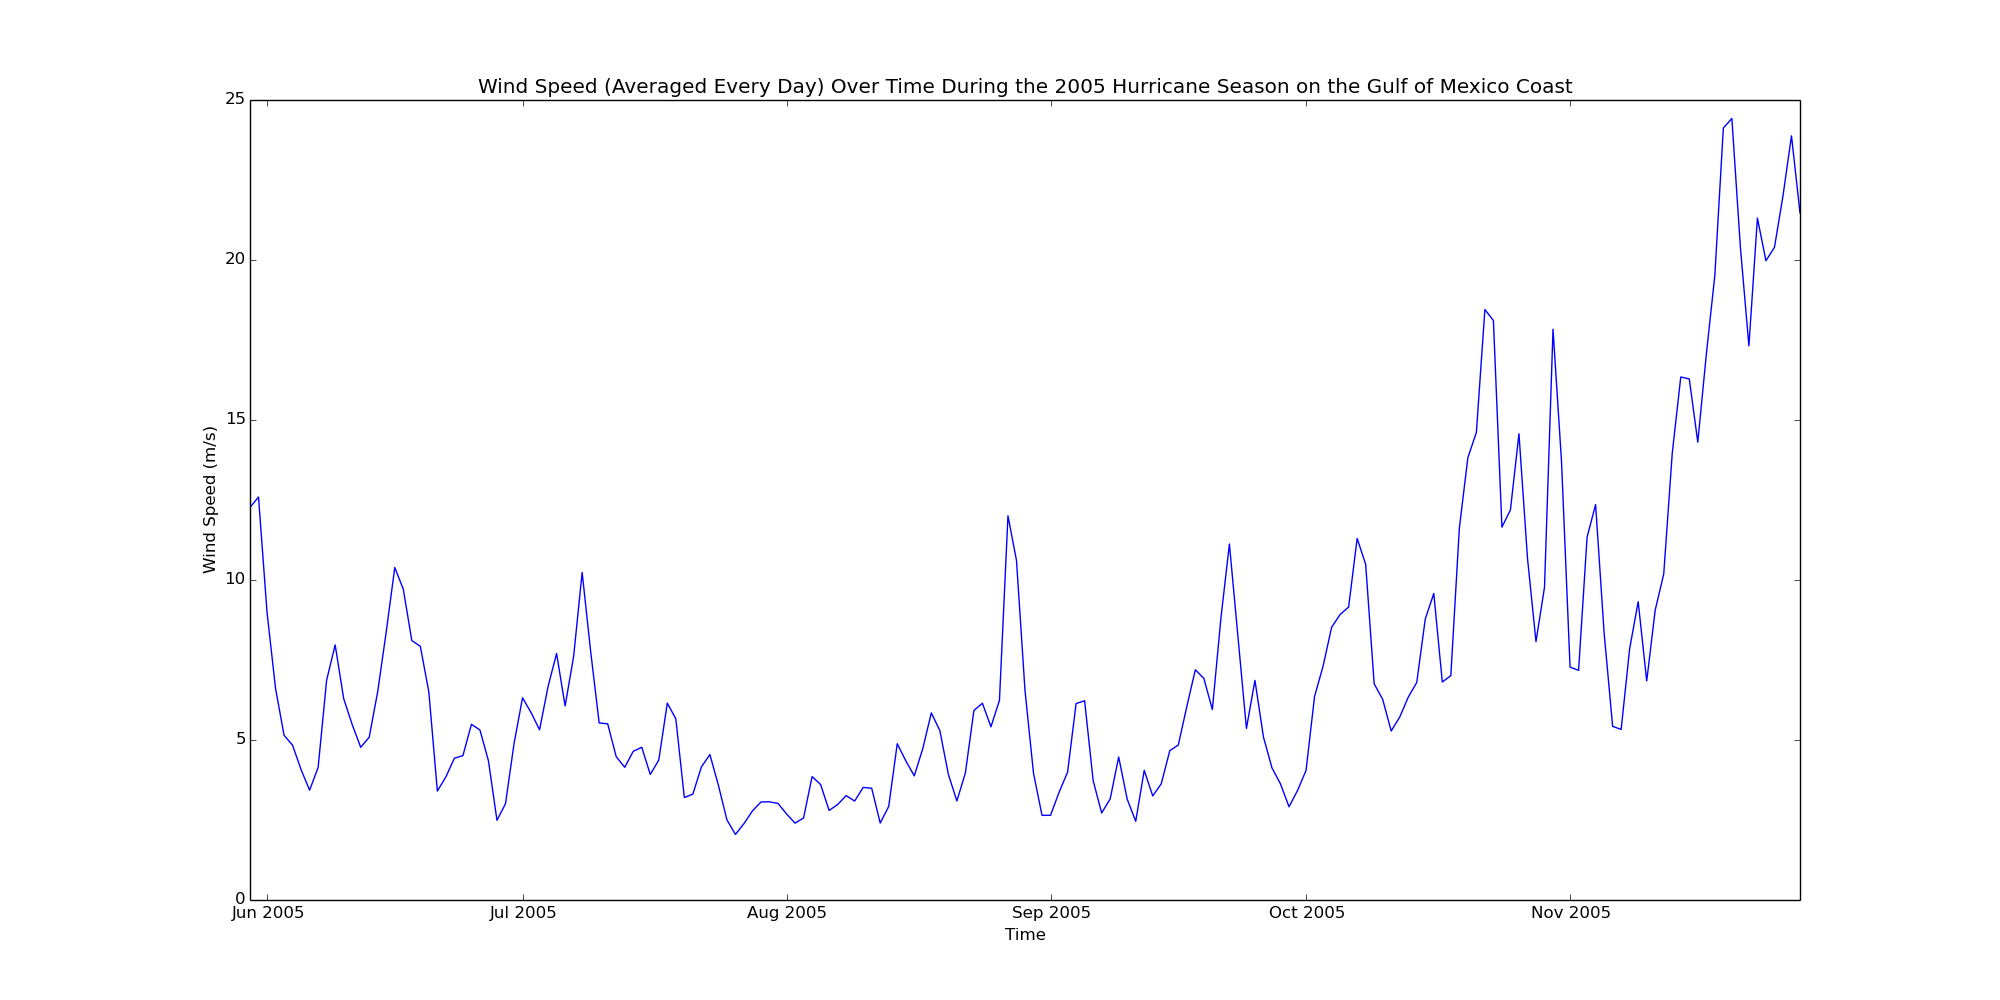 Wind Speed (Averaged Every Day) Over Time During the 2005 Hurricane Season on the Gulf of Mexico Coast
25
20
15
10
5
0
Wind Speed (m/s)
Jun 2005
Jul 2005
Aug 2005
Sep 2005
Oct 2005
Nov 2005
Time